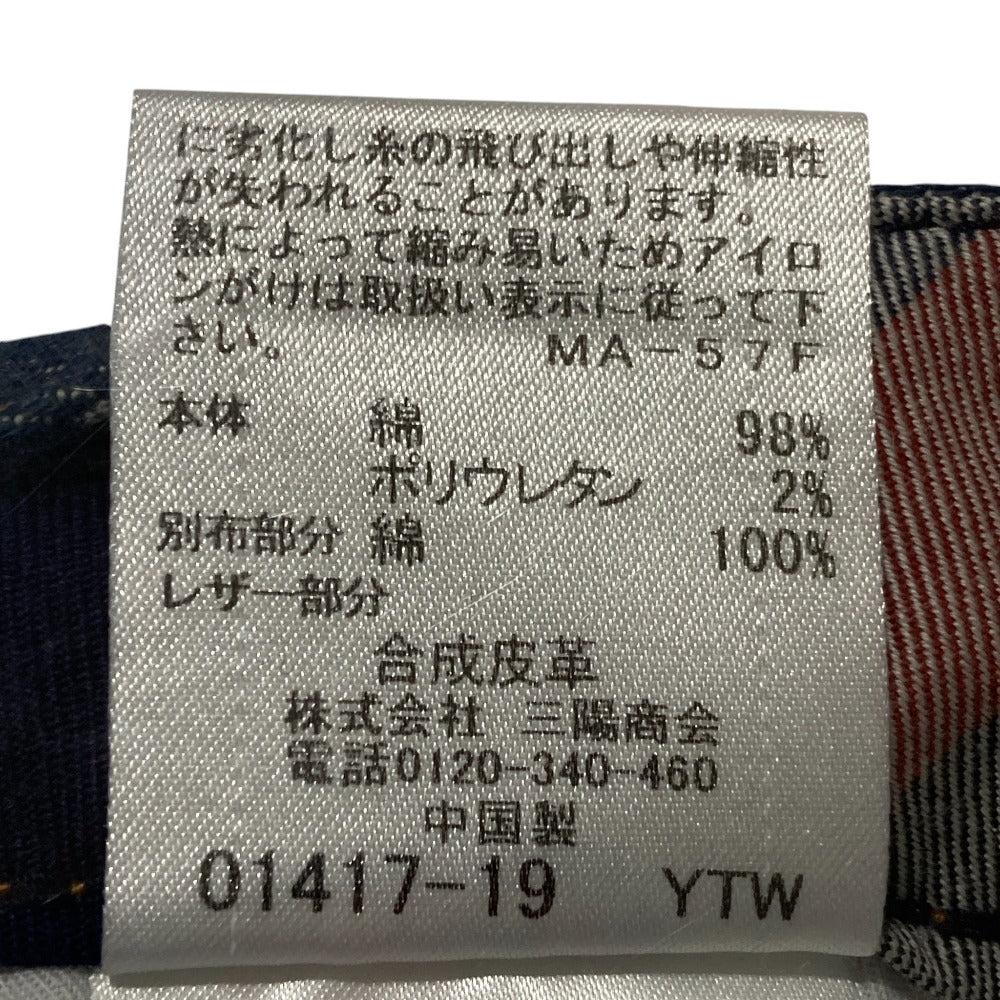 に劣化し糸の飛び出しや伸縮性
が失われることがあります。
熱によって縮み易いためアイロ
ンがけは取扱い表示に従って下
さい。 MA-57F
本体 綿 98%
ポリウレタン 2%
別布部分 綿 100%
レザー部分
合成皮革
株式会社 三陽商会
電話0120-340-460
中国製
01417-19 YTW